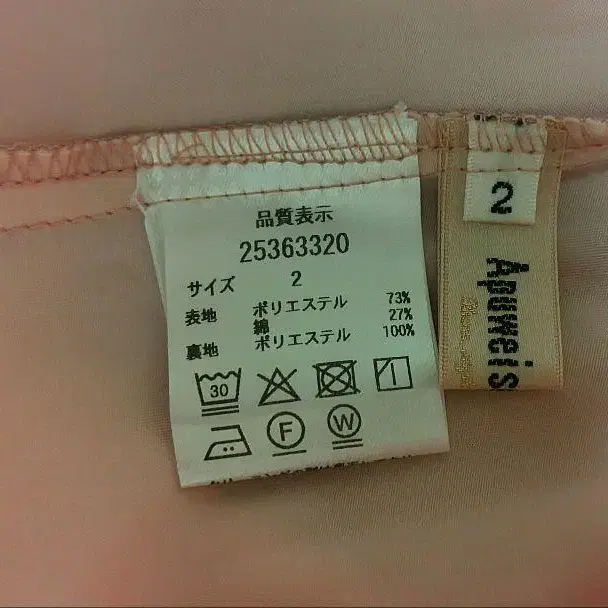 品質表示
25363320
サイズ 2
表地 ポリエステル 73%
綿 27%
裏地 ポリエステル 100%
30
F
W
2
Apuweis